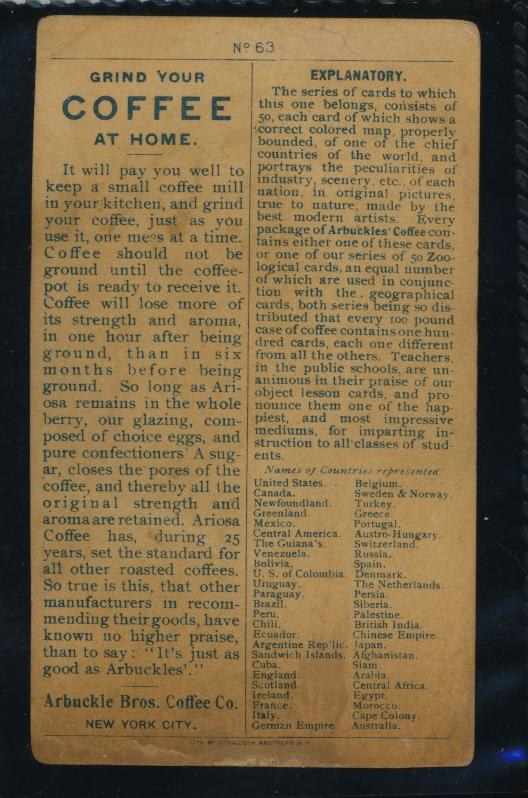 No 63
GRIND YOUR
COFFEE
AT HOME.
It will pay you well to
keep a small coffee mill
in your kitchen, and grind
your coffee, just as you
use it, one mess at a time.
Coffee should not be
ground until the coffee-
pot is ready to receive it.
Coffee will lose more of
its strength and aroma,
in one hour after being
ground, than in six
months before being
ground. So long as Ari-
osa remains in the whole
berry, our glazing, com-
posed of choice eggs, and
pure confectioners' A sug-
ar, closes the pores of the
coffee, and thereby all the
original strength and
aroma are retained. Ariosa
Coffee has, during 25
years, set the standard for
all other roasted coffees.
So true is this, that other
manufacturers in recom-
mending their goods, have
known no higher praise,
than to say: "It's just as
good as Arbuckles'."
Arbuckle Bros. Coffee Co.
NEW YORK CITY.
EXPLANATORY.
The series of cards to which
this one belongs, consists of
50, each card of which shows a
correct colored map, properly
bounded, of one of the chief
countries of the world, and
portrays the peculiarities of
industry, scenery, etc., of each
nation, in original pictures,
true to nature, made by the
best modern artists. Every
package of Arbuckles' Coffee con-
tains either one of these cards,
or one of our series of 50 Zoo-
logical cards, an equal number
of which are used in conjunc-
tion with the geographical
cards, both series being so dis-
tributed that every 100 pound
case of coffee contains one hun-
dred cards, each one different
from all the others. Teachers,
in the public schools, are un-
animous in their praise of our
object lesson cards, and pro-
nounce them one of the hap-
piest, and most impressive
mediums, for imparting in-
struction to all classes of stud-
ents.
Names of Countries represented
United States.
Canada.
Newfoundland.
Greenland.
Mexico.
Central America.
The Guiana's.
Venezuela.
Bolivia.
U. S. of Colombia.
Uruguay.
Paraguay.
Brazil.
Peru.
Chili.
Ecuador.
Argentine Rep'lic.
Sandwich Islands.
Cuba.
England.
Scotland.
Ireland.
France.
Italy.
German Empire.
Belgium.
Sweden & Norway.
Turkey.
Greece.
Portugal.
Austro-Hungary.
Switzerland.
Russia.
Spain.
Denmark.
The Netherlands.
Persia.
Siberia.
Palestine.
British India.
Chinese Empire.
Japan.
Afghanistan.
Siam.
Arabia.
Central Africa.
Egypt.
Morocco.
Cape Colony.
Australia.
LITH BY DONALDSON BROTHERS N.Y.